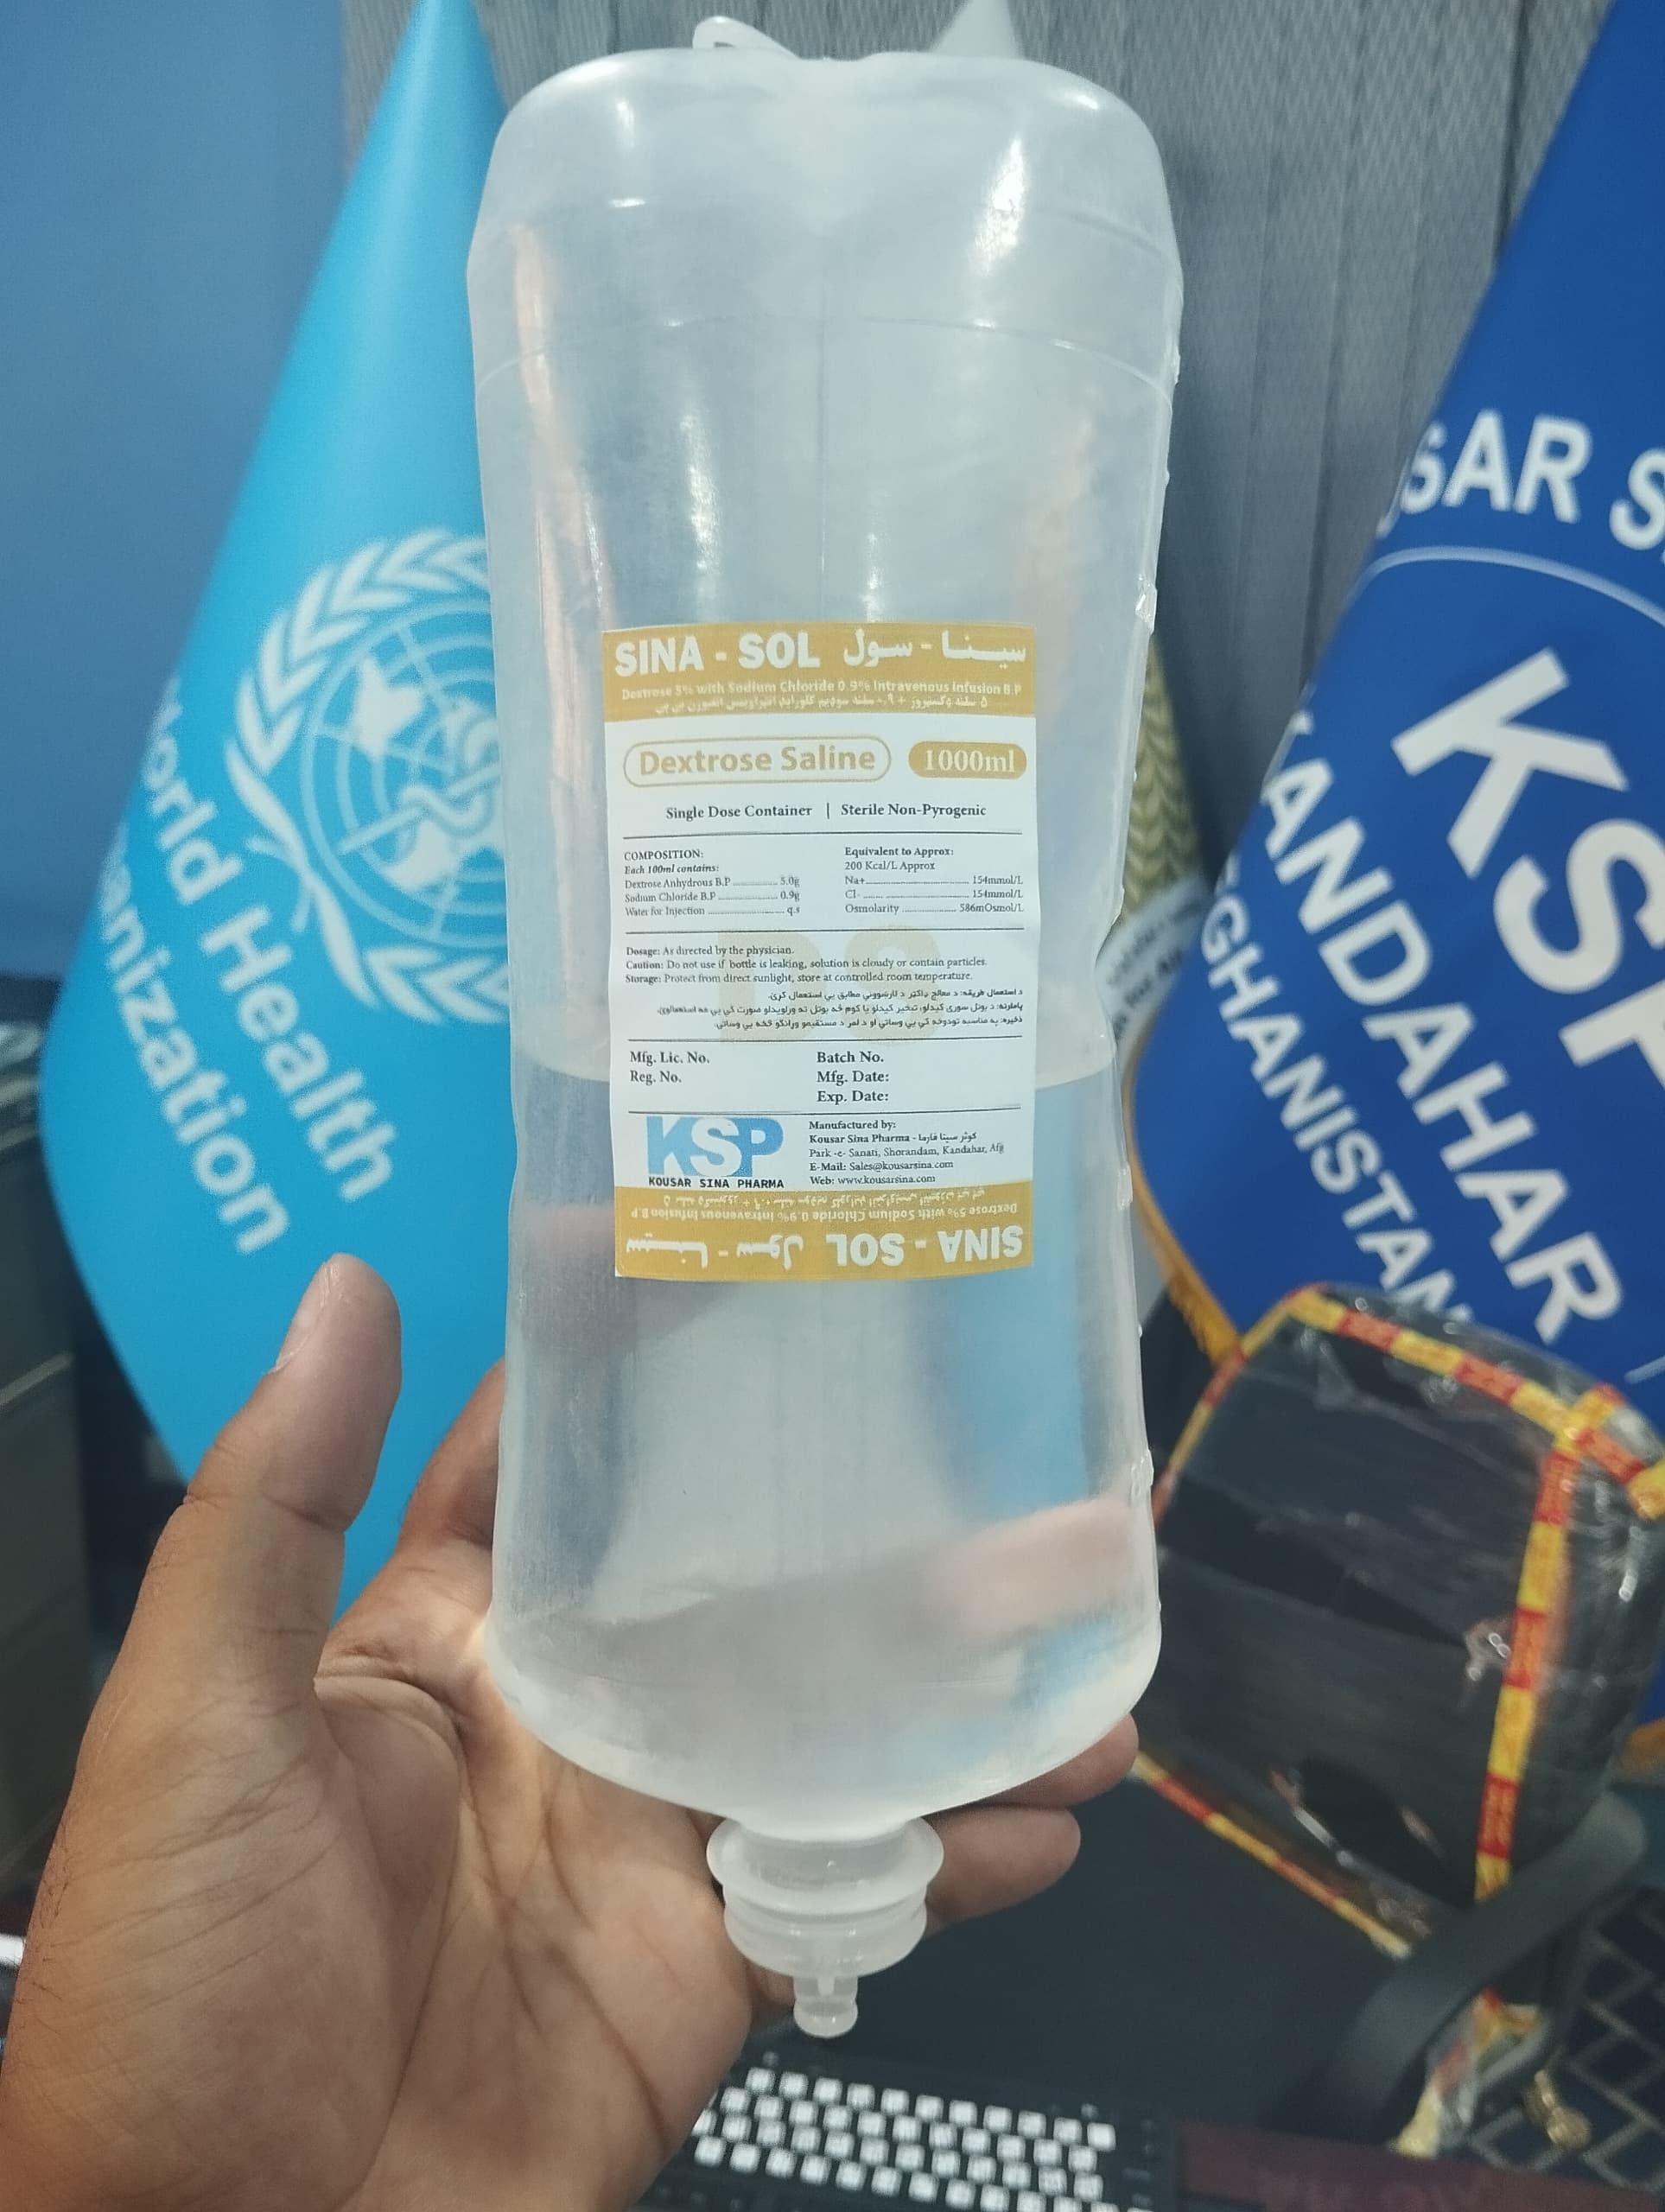 SINA - SOL سینا - سول
Dextrose 5% with Sodium Chloride 0.9% Intravenous Infusion B.P
Dextrose Saline 1000ml
Single Dose Container | Sterile Non-Pyrogenic
COMPOSITION:
Each 100ml contains:
Dextrose Anhydrous B.P 5.0g
Sodium Chloride B.P 0.9g
Water for Injection q.s
Equivalent to Approx:
200 Kcal/L Approx
Na+ 154mmol/L
Cl- 154mmol/L
Osmolarity 586mOsmol/L
Dosage: As directed by the physician.
Caution: Do not use if bottle is leaking, solution is cloudy or contain particles.
Storage: Protect from direct sunlight, store at controlled room temperature.
Mfg. Lic. No.
Reg. No.
Batch No.
Mfg. Date:
Exp. Date:
KSP
KOUSAR SINA PHARMA
Manufactured by:
Kousar Sina Pharma - کوثر سینا فارما
Park -e- Sanati, Shorandam, Kandahar, Afg
E-Mail: Sales@kousarsina.com
Web: www.kousarsina.com
Dextrose 5% with Sodium Chloride 0.9% Intravenous Infusion B.P
SINA - SOL سینا - سول
World Health
Organization
SAR S
KSP
KANDAHAR
AFGHANISTAN